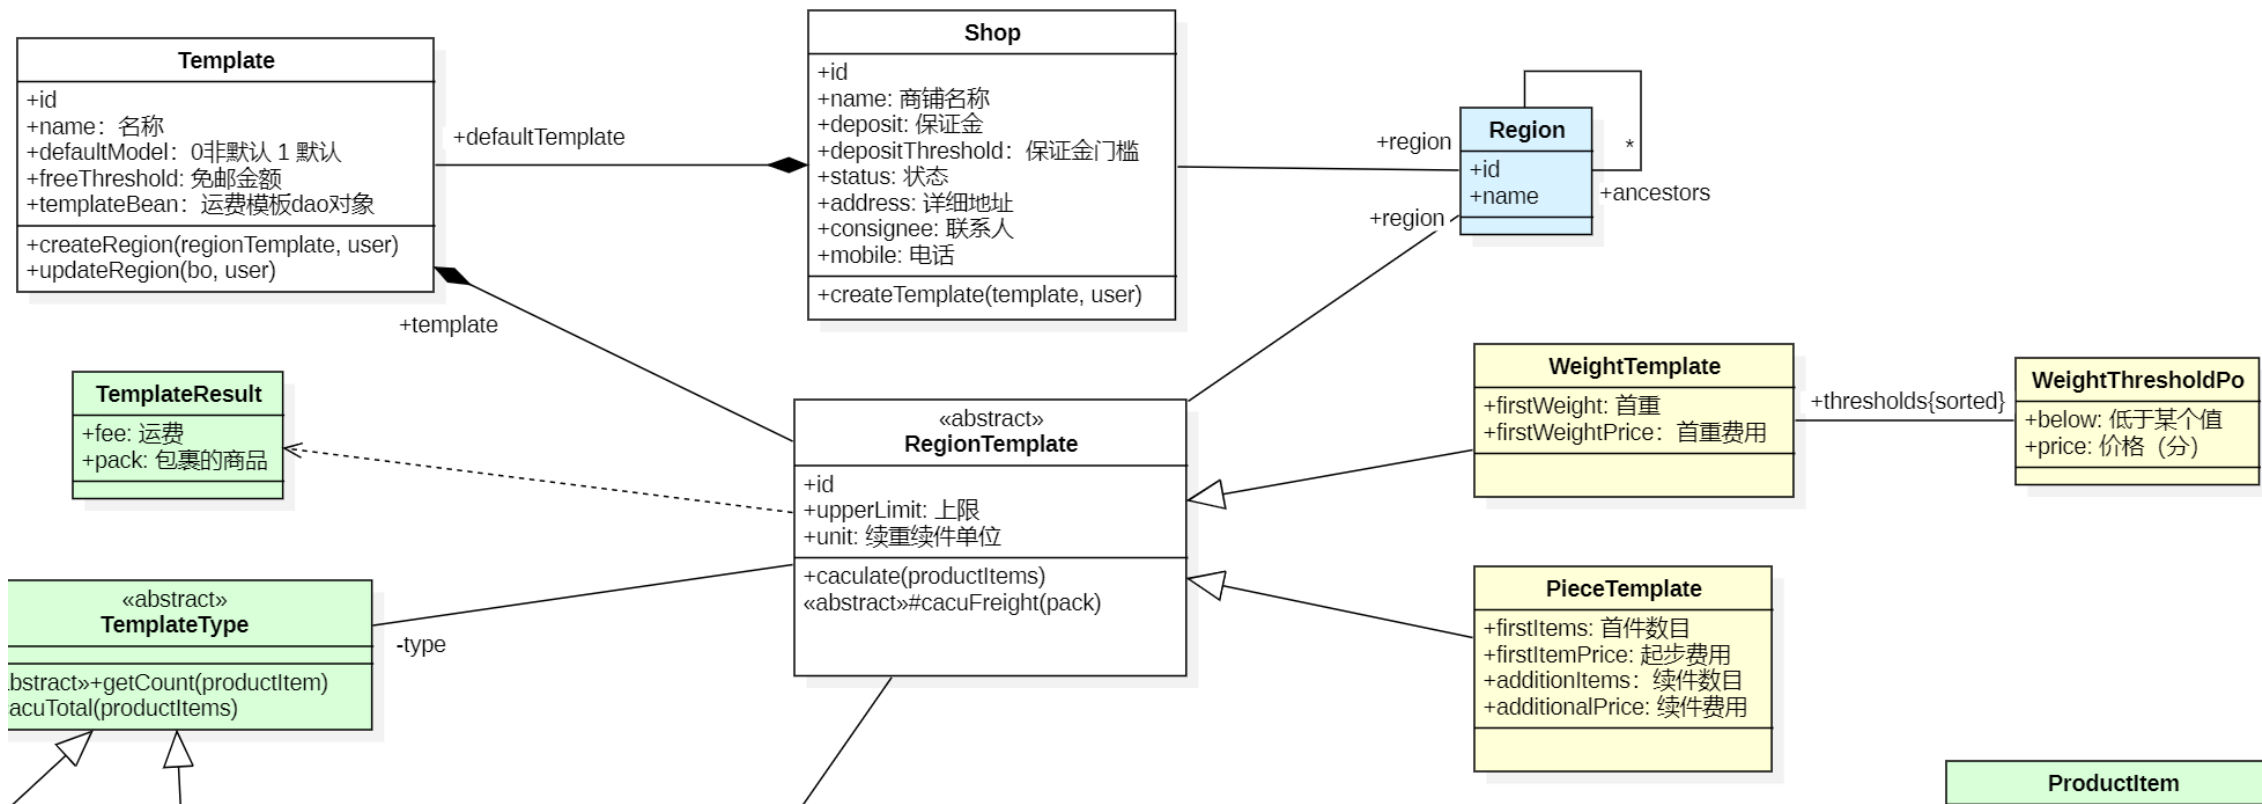 Template
+id
+name：名称
+defaultModel：0非默认 1 默认
+freeThreshold: 免邮金额
+templateBean：运费模板dao对象
+createRegion(regionTemplate, user)
+updateRegion(bo, user)
+defaultTemplate
+template
Shop
+id
+name: 商铺名称
+deposit: 保证金
+depositThreshold：保证金门槛
+status: 状态
+address: 详细地址
+consignee: 联系人
+mobile: 电话
+createTemplate(template, user)
+region
+region
Region
+id
+name
*
+ancestors
TemplateResult
+fee: 运费
+pack: 包裹的商品
«abstract»
RegionTemplate
+id
+upperLimit: 上限
+unit: 续重续件单位
+caculate(productItems)
«abstract»#cacuFreight(pack)
WeightTemplate
+firstWeight: 首重
+firstWeightPrice：首重费用
+thresholds{sorted}
WeightThresholdPo
+below: 低于某个值
+price: 价格（分）
«abstract»
TemplateType
bstract»+getCount(productItem)
acuTotal(productItems)
-type
PieceTemplate
+firstItems: 首件数目
+firstItemPrice: 起步费用
+additionItems：续件数目
+additionalPrice: 续件费用
ProductItem